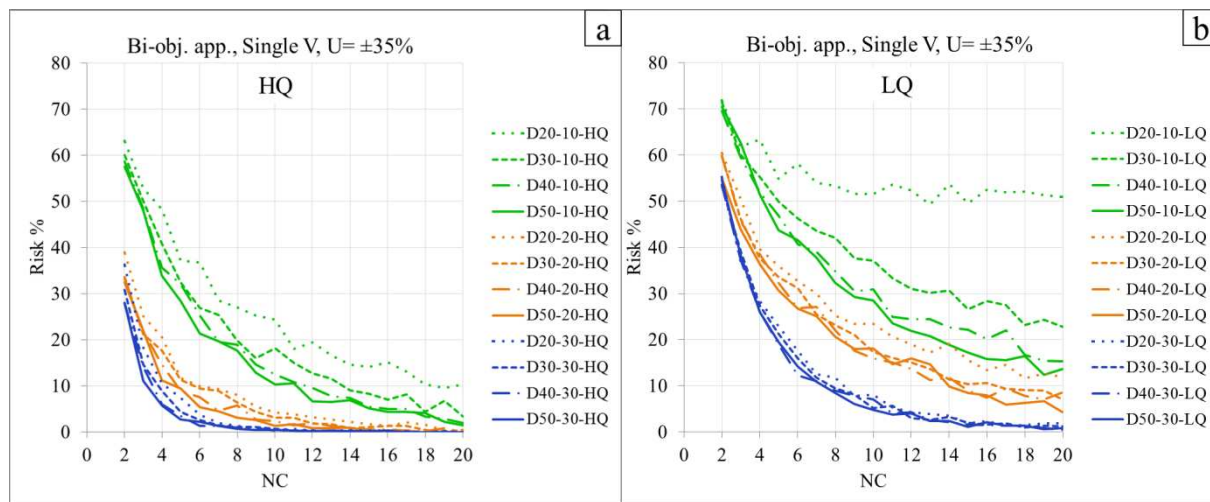 a
Bi-obj. app., Single V, U= ±35%
HQ
80
70
60
50
40
30
20
10
0
Risk %
0 2 4 6 8 10 12 14 16 18 20
NC
D20-10-HQ
D30-10-HQ
D40-10-HQ
D50-10-HQ
D20-20-HQ
D30-20-HQ
D40-20-HQ
D50-20-HQ
D20-30-HQ
D30-30-HQ
D40-30-HQ
D50-30-HQ
b
Bi-obj. app., Single V, U= ±35%
LQ
80
70
60
50
40
30
20
10
0
Risk %
0 2 4 6 8 10 12 14 16 18 20
NC
D20-10-LQ
D30-10-LQ
D40-10-LQ
D50-10-LQ
D20-20-LQ
D30-20-LQ
D40-20-LQ
D50-20-LQ
D20-30-LQ
D30-30-LQ
D40-30-LQ
D50-30-LQ